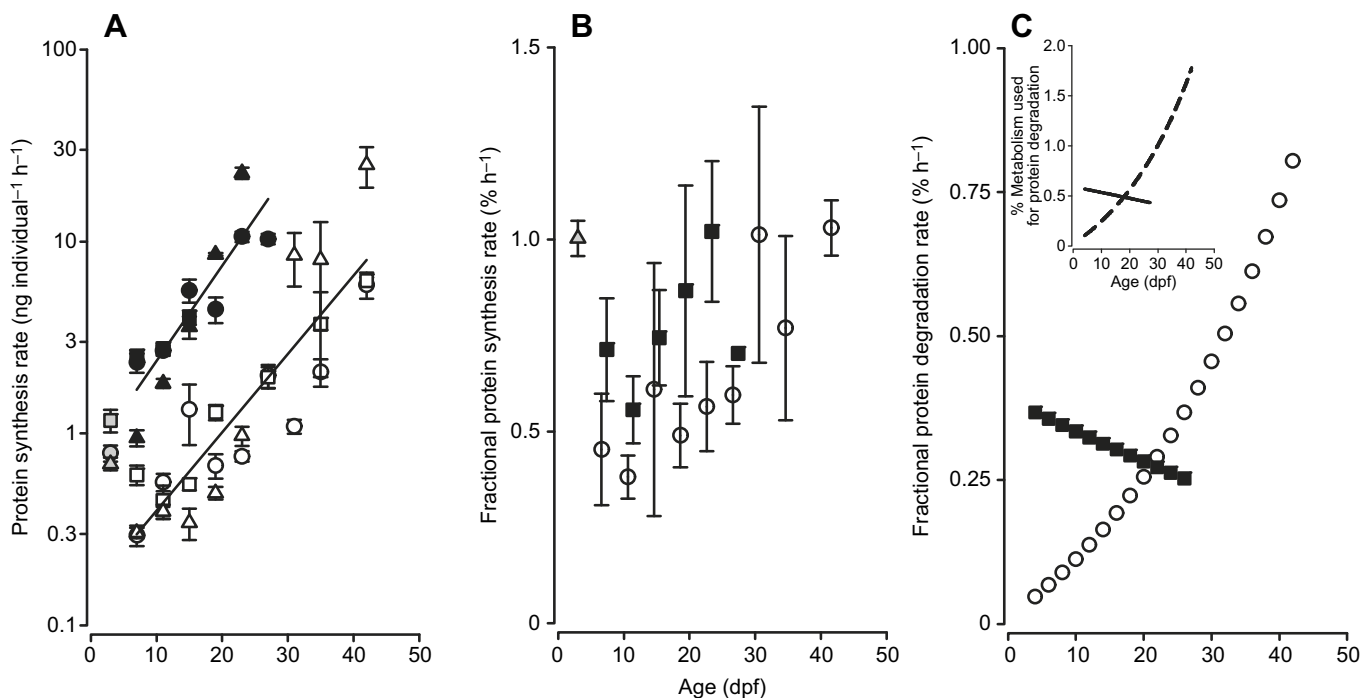 A
Protein synthesis rate (ng individual–1 h–1)
100
30
10
3
1
0.3
0.1
0 10 20 30 40 50
B
Fractional protein synthesis rate (% h–1)
1.5
1.0
0.5
0
0 10 20 30 40 50
Age (dpf)
C
Fractional protein degradation rate (% h–1)
1.00
0.75
0.50
0.25
0
0 10 20 30 40 50
% Metabolism used
for protein degradation
2.0
1.5
1.0
0.5
0
0 10 20 30 40 50
Age (dpf)